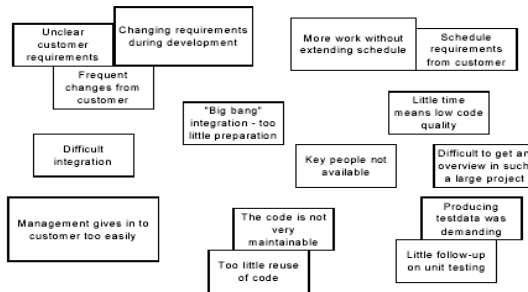 Unclear
customer
requirements
Changing requirements
during development
Frequent
changes from
customer
More work without
extending schedule
Schedule
requirements
from customer
"Big bang"
integration - too
little preparation
Little time
means low code
quality
Difficult
integration
Key people not
available
Difficult to get an
overview in such
a large project
Management gives in to
customer too easily
The code is not
very
maintainable
Too little reuse
of code
Producing
testdata was
demanding
Little follow-up
on unit testing